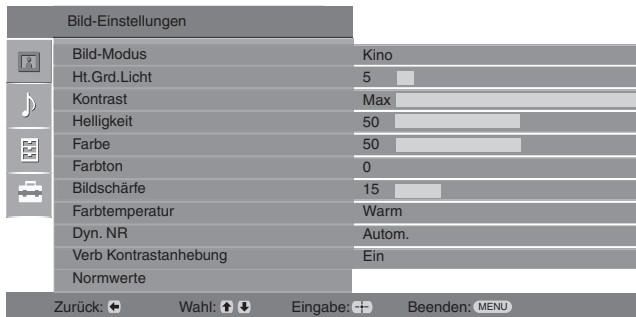 Bild-Einstellungen
Bild-Modus Kino
Ht.Grd.Licht 5
Kontrast Max
Helligkeit 50
Farbe 50
Farbton 0
Bildschärfe 15
Farbtemperatur Warm
Dyn. NR Autom.
Verb Kontrastanhebung Ein
Normwerte
Zurück: Wahl: Eingabe: Beenden: MENU